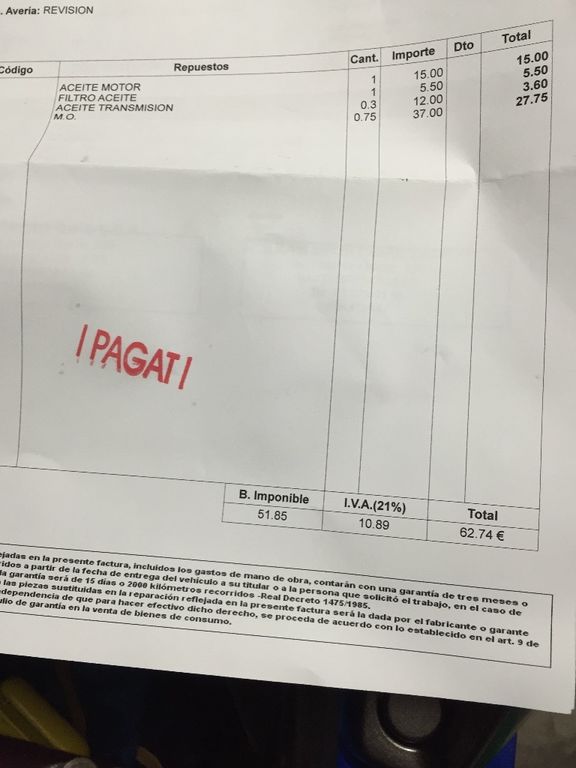 . Avería: REVISION
Código Repuestos Cant. Importe Dto Total
ACEITE MOTOR 1 15.00 15.00
FILTRO ACEITE 1 5.50 5.50
ACEITE TRANSMISION 0.3 12.00 3.60
M.O. 0.75 37.00 27.75
PAGAT
B. Imponible I.V.A.(21%) Total
51.85 10.89 62.74 €
ejadas en la presente factura, incluidos los gastos de mano de obra, contarán con una garantía de tres meses o
ridos a partir de la fecha de entrega del vehículo a su titular o a la persona que solicitó el trabajo, en el caso de
la garantía será de 15 días o 2000 kilómetros recorridos -Real Decreto 1475/1985.
las piezas sustituidas en la reparación reflejada en la presente factura será la dada por el fabricante o garante
dependencia de que para hacer efectivo dicho derecho, se proceda de acuerdo con lo establecido en el art. 9 de
dio de garantía en la venta de bienes de consumo.